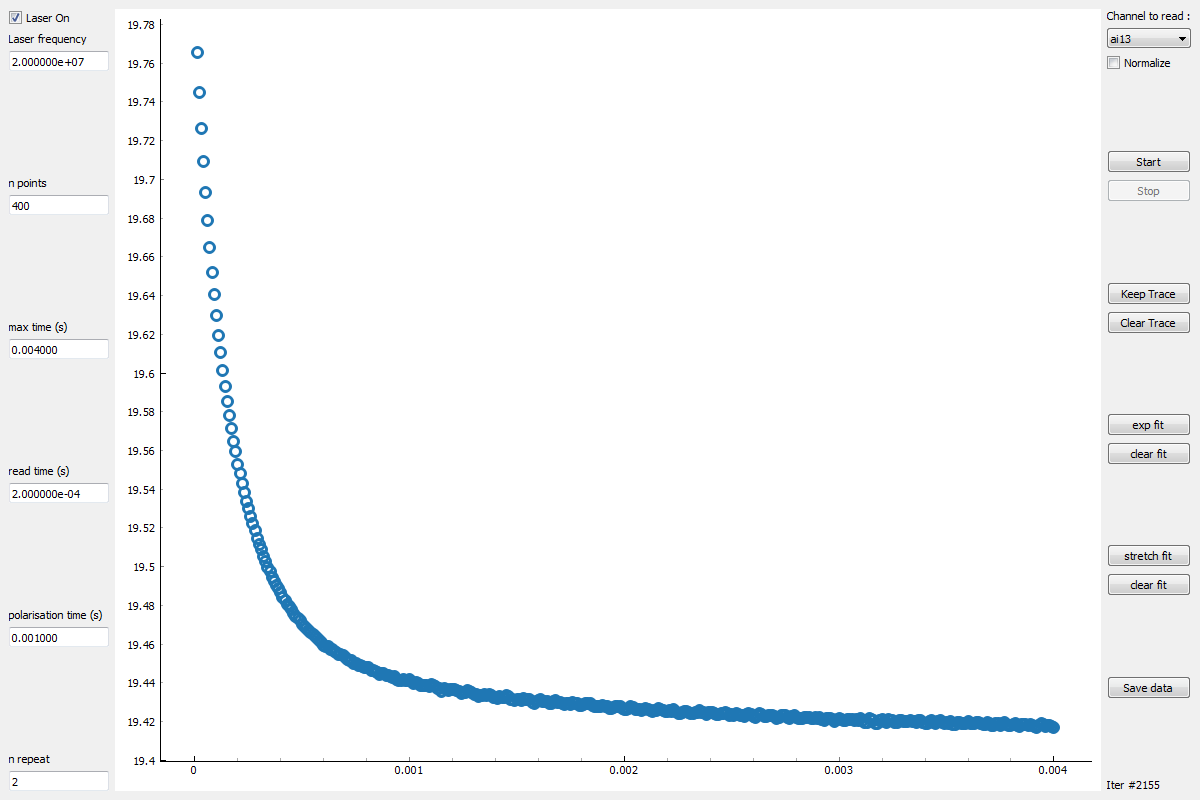 Laser On
Laser frequency
2.000000e+07
n points
400
max time (s)
0.004000
read time (s)
2.000000e-04
polarisation time (s)
0.001000
n repeat
2
19.78
19.76
19.74
19.72
19.7
19.68
19.66
19.64
19.62
19.6
19.58
19.56
19.54
19.52
19.5
19.48
19.46
19.44
19.42
19.4
0 0.001 0.002 0.003 0.004
Channel to read :
ai13
Normalize
Start
Stop
Keep Trace
Clear Trace
exp fit
clear fit
stretch fit
clear fit
Save data
Iter #2155